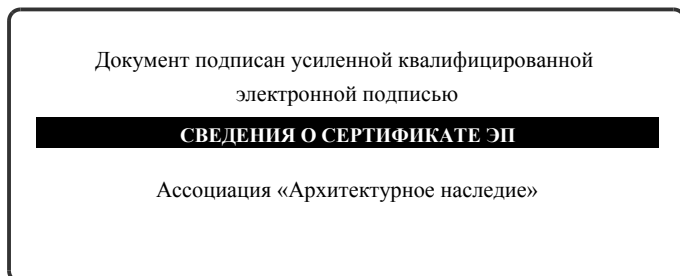 Документ подписан усиленной квалифицированной
электронной подписью
СВЕДЕНИЯ О СЕРТИФИКАТЕ ЭП
Ассоциация «Архитектурное наследие»